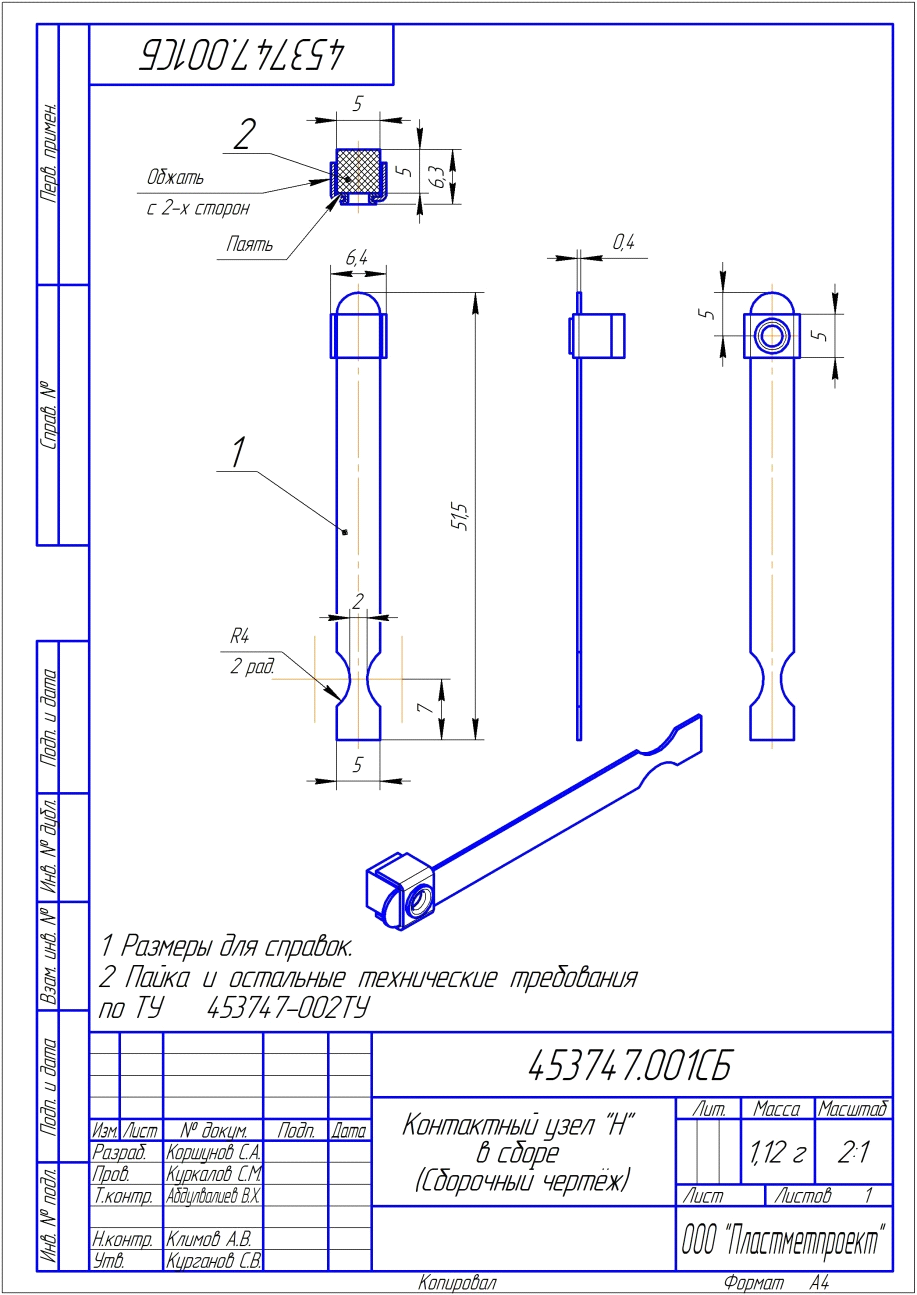 453747.001СБ
Перв. примен.
Справ. №
Подп. и дата
Инв. № дубл.
Взам. инв. №
Подп. и дата
Инв. № подл.
5
2
5
6,3
Обжать
с 2-х сторон
Паять
6,4
0,4
5
5
1
51,5
2
R4
2 рад.
7
5
1 Размеры для справок.
2 Пайка и остальные технические требования
по ТУ 453747-002ТУ
453747.001СБ
Изм. Лист № докум. Подп. Дата
Разраб. Коршунов С.А.
Пров. Куркалов С.М.
Т.контр. Абдулвалиев В.Х.
Н.контр. Климов А.В.
Утв. Курганов С.В.
Контактный узел "Н"
в сборе
(Сборочный чертёж)
Лит. Масса Масштаб
1,12 г 2:1
Лист Листов 1
ООО "Пластметпроект"
Копировал Формат А4